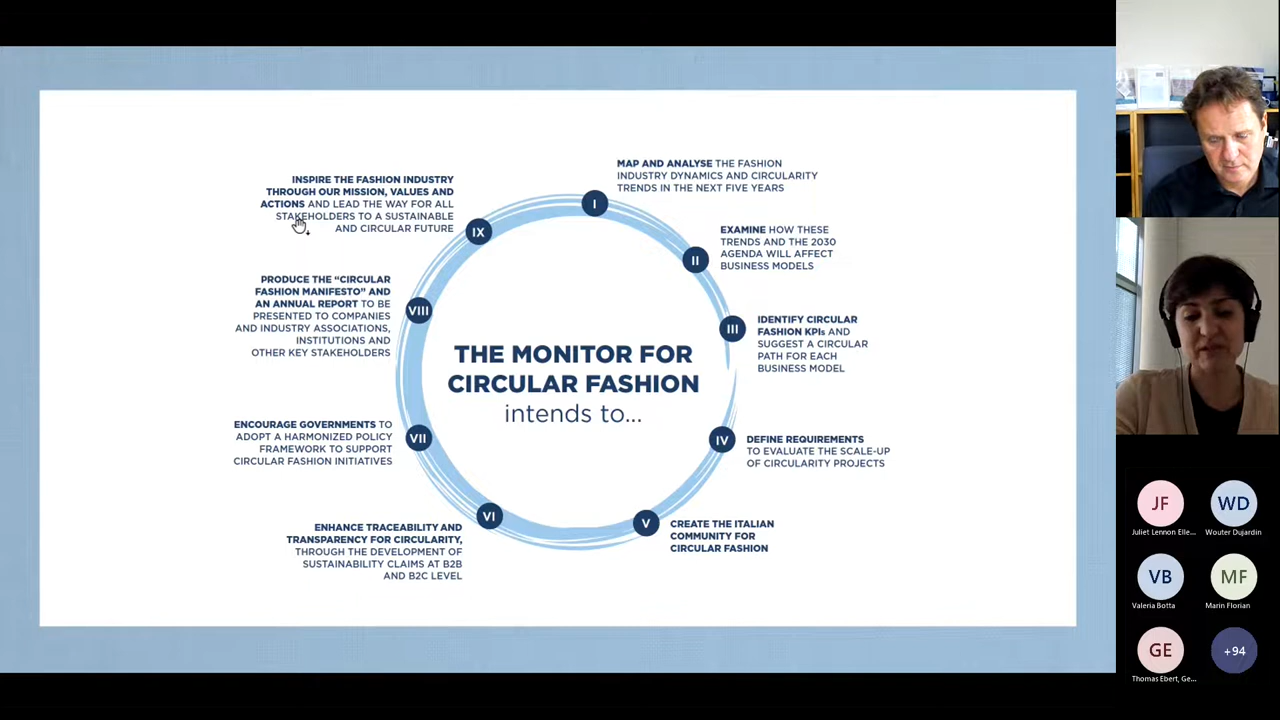 MAP AND ANALYSE THE FASHION
INDUSTRY DYNAMICS AND CIRCULARITY
TRENDS IN THE NEXT FIVE YEARS
I
EXAMINE HOW THESE
TRENDS AND THE 2030
AGENDA WILL AFFECT
BUSINESS MODELS
II
IDENTIFY CIRCULAR
FASHION KPIs AND
SUGGEST A CIRCULAR
PATH FOR EACH
BUSINESS MODEL
III
DEFINE REQUIREMENTS
TO EVALUATE THE SCALE-UP
OF CIRCULARITY PROJECTS
IV
CREATE THE ITALIAN
COMMUNITY FOR
CIRCULAR FASHION
V
ENHANCE TRACEABILITY AND
TRANSPARENCY FOR CIRCULARITY,
THROUGH THE DEVELOPMENT OF
SUSTAINABILITY CLAIMS AT B2B
AND B2C LEVEL
VI
ENCOURAGE GOVERNMENTS TO
ADOPT A HARMONIZED POLICY
FRAMEWORK TO SUPPORT
CIRCULAR FASHION INITIATIVES
VII
PRODUCE THE “CIRCULAR
FASHION MANIFESTO” AND
AN ANNUAL REPORT TO BE
PRESENTED TO COMPANIES
AND INDUSTRY ASSOCIATIONS,
INSTITUTIONS AND
OTHER KEY STAKEHOLDERS
VIII
INSPIRE THE FASHION INDUSTRY
THROUGH OUR MISSION, VALUES AND
ACTIONS AND LEAD THE WAY FOR ALL
STAKEHOLDERS TO A SUSTAINABLE
AND CIRCULAR FUTURE
IX
THE MONITOR FOR
CIRCULAR FASHION
intends to...
JF
Juliet Lennon Elle...
WD
Wouter Dujardin
VB
Valeria Botta
MF
Marin Florian
GE
Thomas Ebert, Ge...
+94